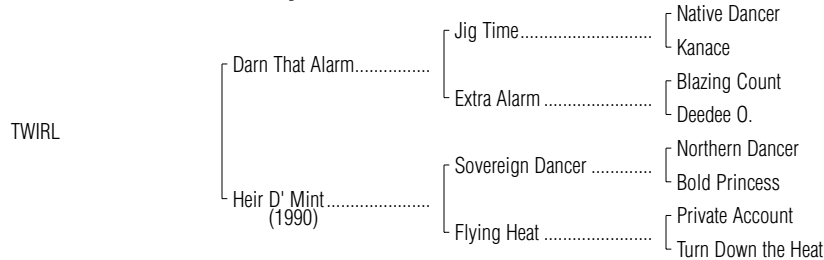 Native Dancer
Jig Time............................
Kanace
Darn That Alarm................
Blazing Count
Extra Alarm .......................
Deedee O.
TWIRL
Northern Dancer
Sovereign Dancer .............
Bold Princess
Heir D' Mint......................
(1990)
Private Account
Flying Heat .......................
Turn Down the Heat